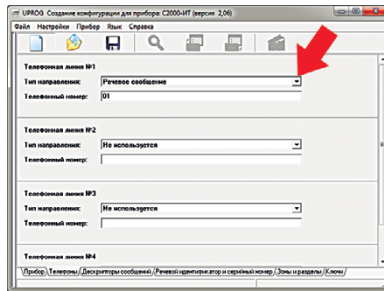 UPROG Создание конфигурации для прибора: С2000-ИТ (версия 2,06)
Файл Настройки Прибор Язык Справка
Телефонная линия №1
Тип направления: Речевое сообщение
Телефонный номер: 01
Телефонная линия №2
Тип направления: Не используется
Телефонный номер:
Телефонная линия №3
Тип направления: Не используется
Телефонный номер:
Телефонная линия №4
Прибор Телефоны Дескрипторы сообщений Речевой идентификатор и серийный номер Зоны и разделы Ключи